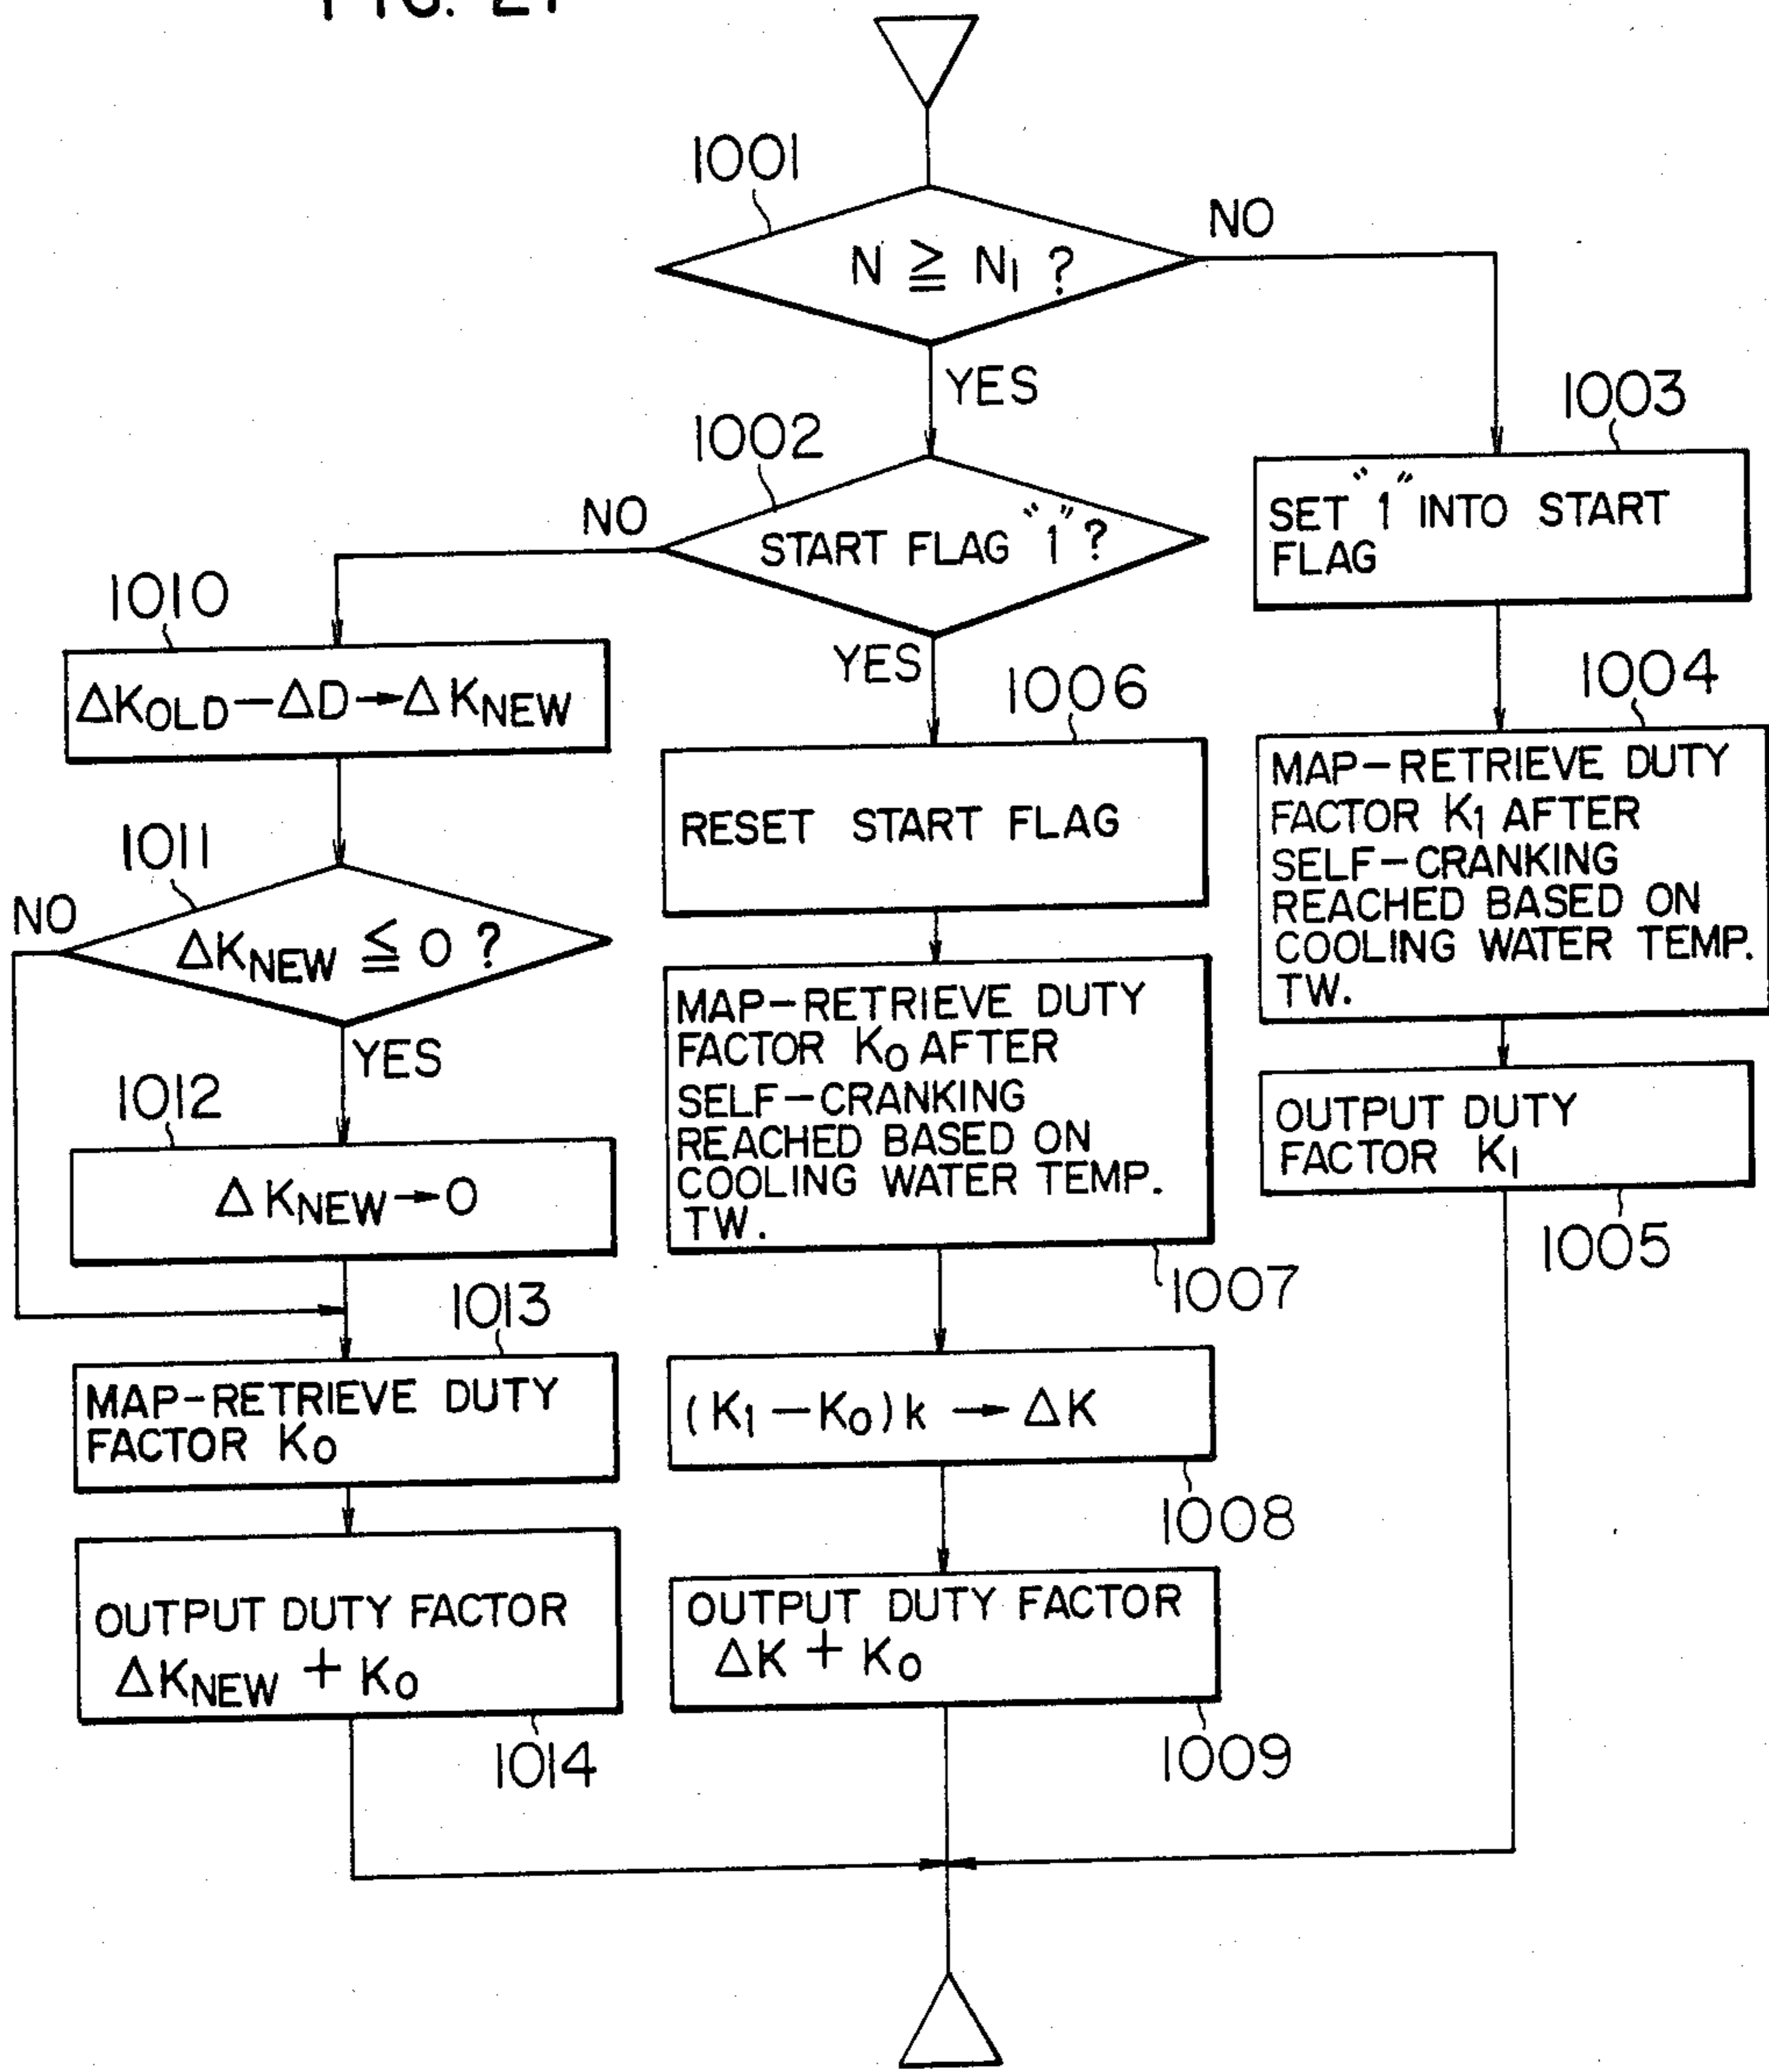 1001
N ≧ N1 ?
NO
YES
1002
START FLAG "1" ?
NO
YES
1003
SET "1" INTO START
FLAG
1004
MAP-RETRIEVE DUTY
FACTOR K1 AFTER
SELF-CRANKING
REACHED BASED ON
COOLING WATER TEMP.
TW.
OUTPUT DUTY
FACTOR K1
1005
1006
RESET START FLAG
MAP-RETRIEVE DUTY
FACTOR K0 AFTER
SELF-CRANKING
REACHED BASED ON
COOLING WATER TEMP.
TW.
1007
(K1 - K0)k → ΔK
1008
OUTPUT DUTY FACTOR
ΔK + K0
1009
1010
ΔKOLD - ΔD → ΔKNEW
1011
NO
ΔKNEW ≦ 0 ?
YES
1012
ΔKNEW → 0
1013
MAP-RETRIEVE DUTY
FACTOR K0
OUTPUT DUTY FACTOR
ΔKNEW + K0
1014